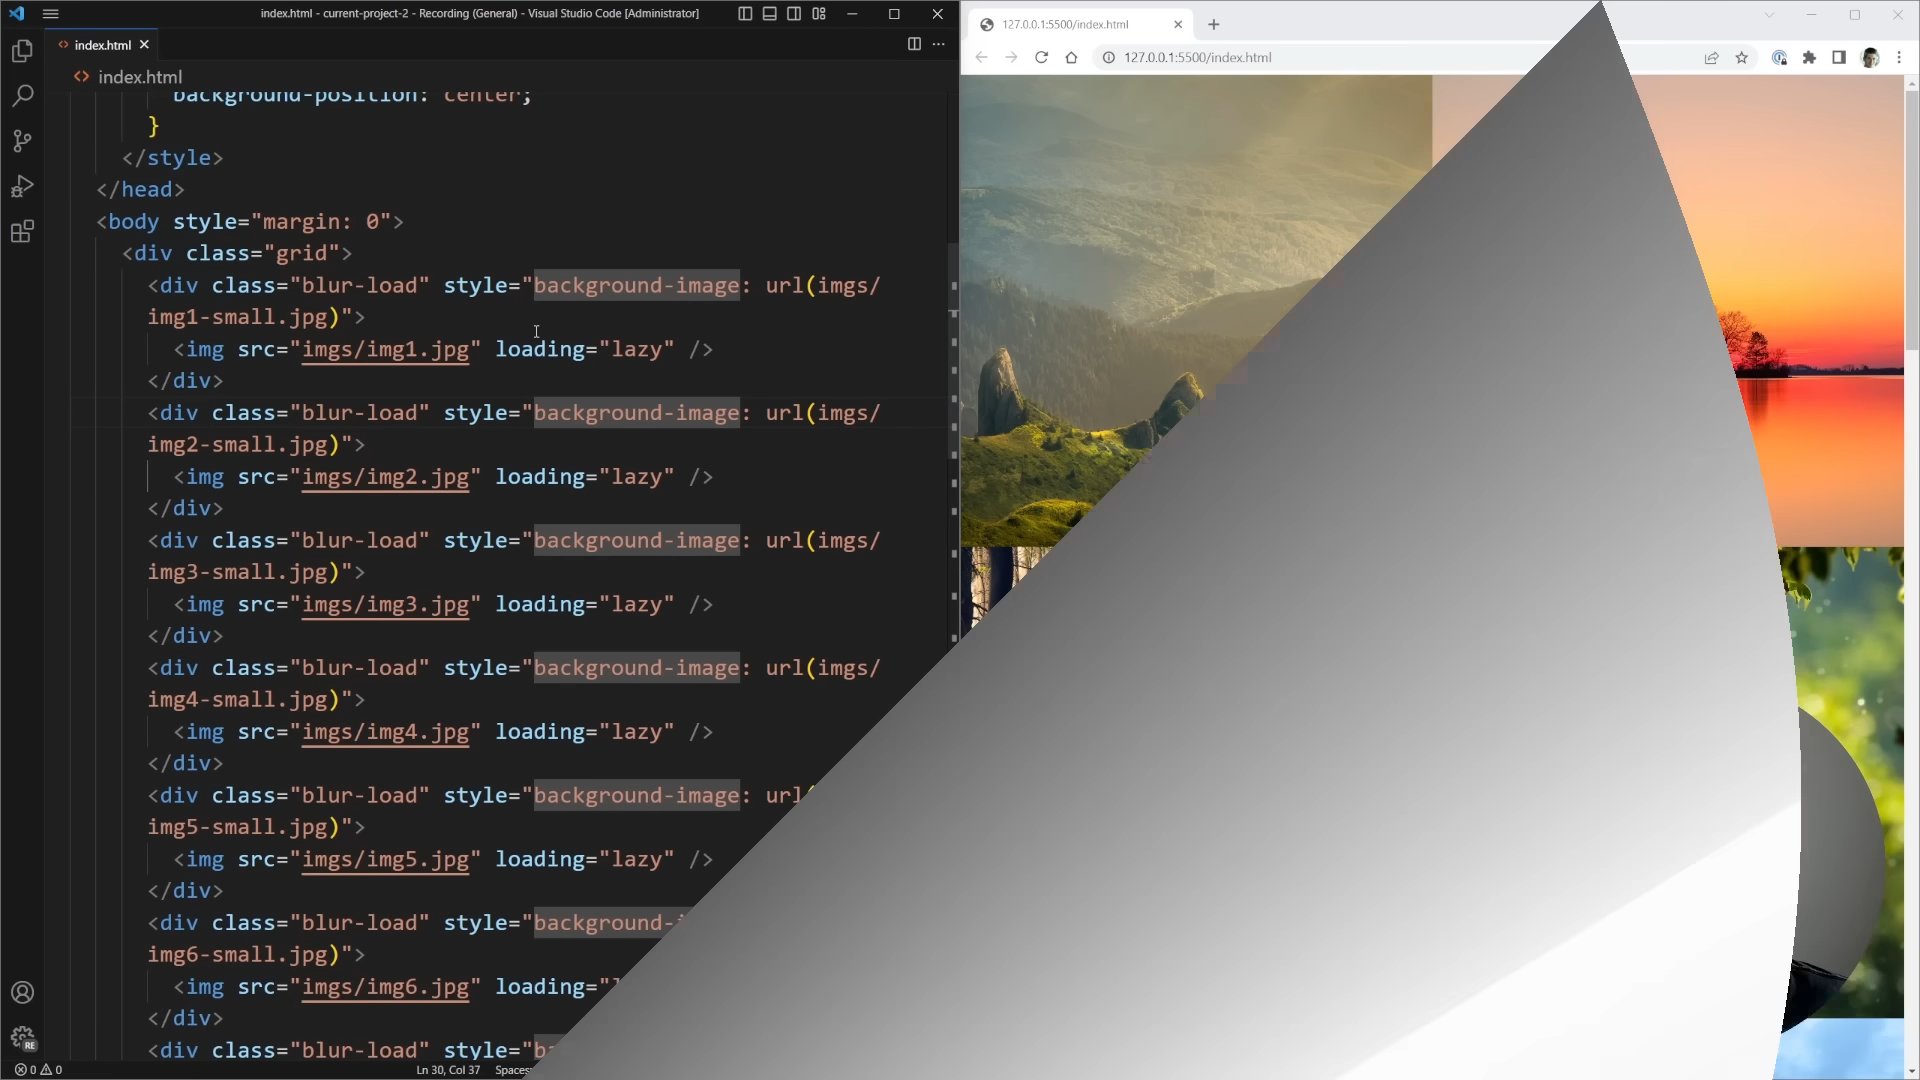 index.html - current-project-2 - Recording (General) - Visual Studio Code [Administrator]
index.html
index.html
background-position: center;
}
</style>
</head>
<body style="margin: 0">
<div class="grid">
<div class="blur-load" style="background-image: url(imgs/
img1-small.jpg)">
<img src="imgs/img1.jpg" loading="lazy" />
</div>
<div class="blur-load" style="background-image: url(imgs/
img2-small.jpg)">
<img src="imgs/img2.jpg" loading="lazy" />
</div>
<div class="blur-load" style="background-image: url(imgs/
img3-small.jpg)">
<img src="imgs/img3.jpg" loading="lazy" />
</div>
<div class="blur-load" style="background-image: url(imgs/
img4-small.jpg)">
<img src="imgs/img4.jpg" loading="lazy" />
</div>
<div class="blur-load" style="background-image: url(
img5-small.jpg)">
<img src="imgs/img5.jpg" loading="lazy" />
</div>
<div class="blur-load" style="background-
img6-small.jpg)">
<img src="imgs/img6.jpg" loading="
</div>
<div class="blur-load" style="b
RE
0 0
Ln 30, Col 37
Spaces
127.0.0.1:5500/index.html
127.0.0.1:5500/index.html